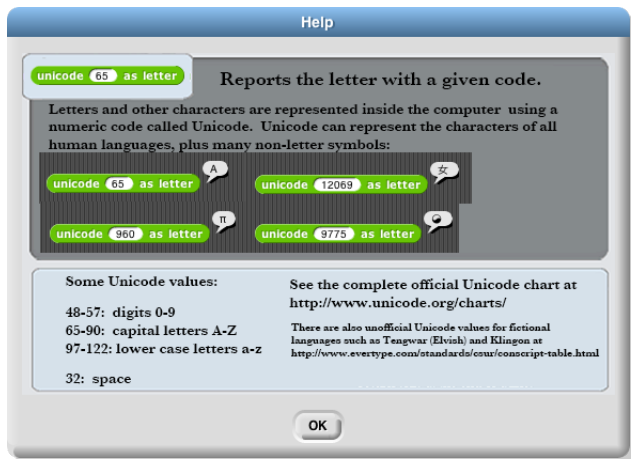 Help
unicode 65 as letter
Reports the letter with a given code.
Letters and other characters are represented inside the computer using a
numeric code called Unicode. Unicode can represent the characters of all
human languages, plus many non-letter symbols:
unicode 65 as letter A
unicode 12069 as letter ⼥
unicode 960 as letter π
unicode 9775 as letter ☯
Some Unicode values:
48-57: digits 0-9
65-90: capital letters A-Z
97-122: lower case letters a-z
32: space
See the complete official Unicode chart at
http://www.unicode.org/charts/
There are also unofficial Unicode values for fictional
languages such as Tengwar (Elvish) and Klingon at
http://www.evertype.com/standards/csur/conscript-table.html
OK